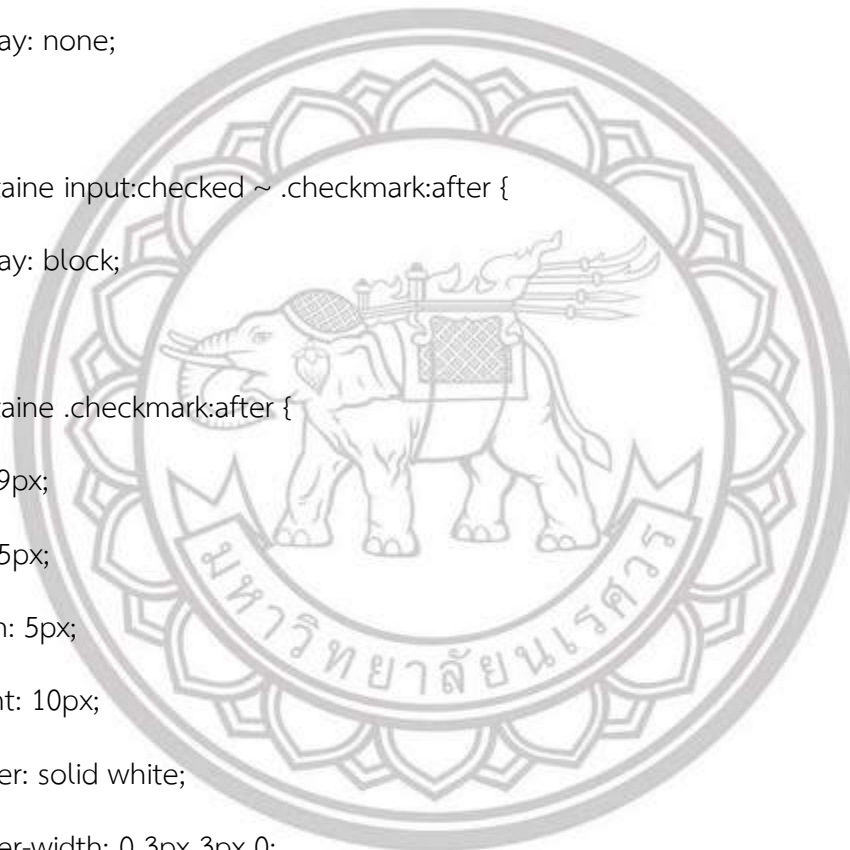 ay: none;
aine input:checked ~ .checkmark:after {
ay: block;
aine .checkmark:after {
9px;
5px;
n: 5px;
nt: 10px;
er: solid white;
er-width: 0 3px 3px 0;
มหาวิทยาลัยนเรศวร